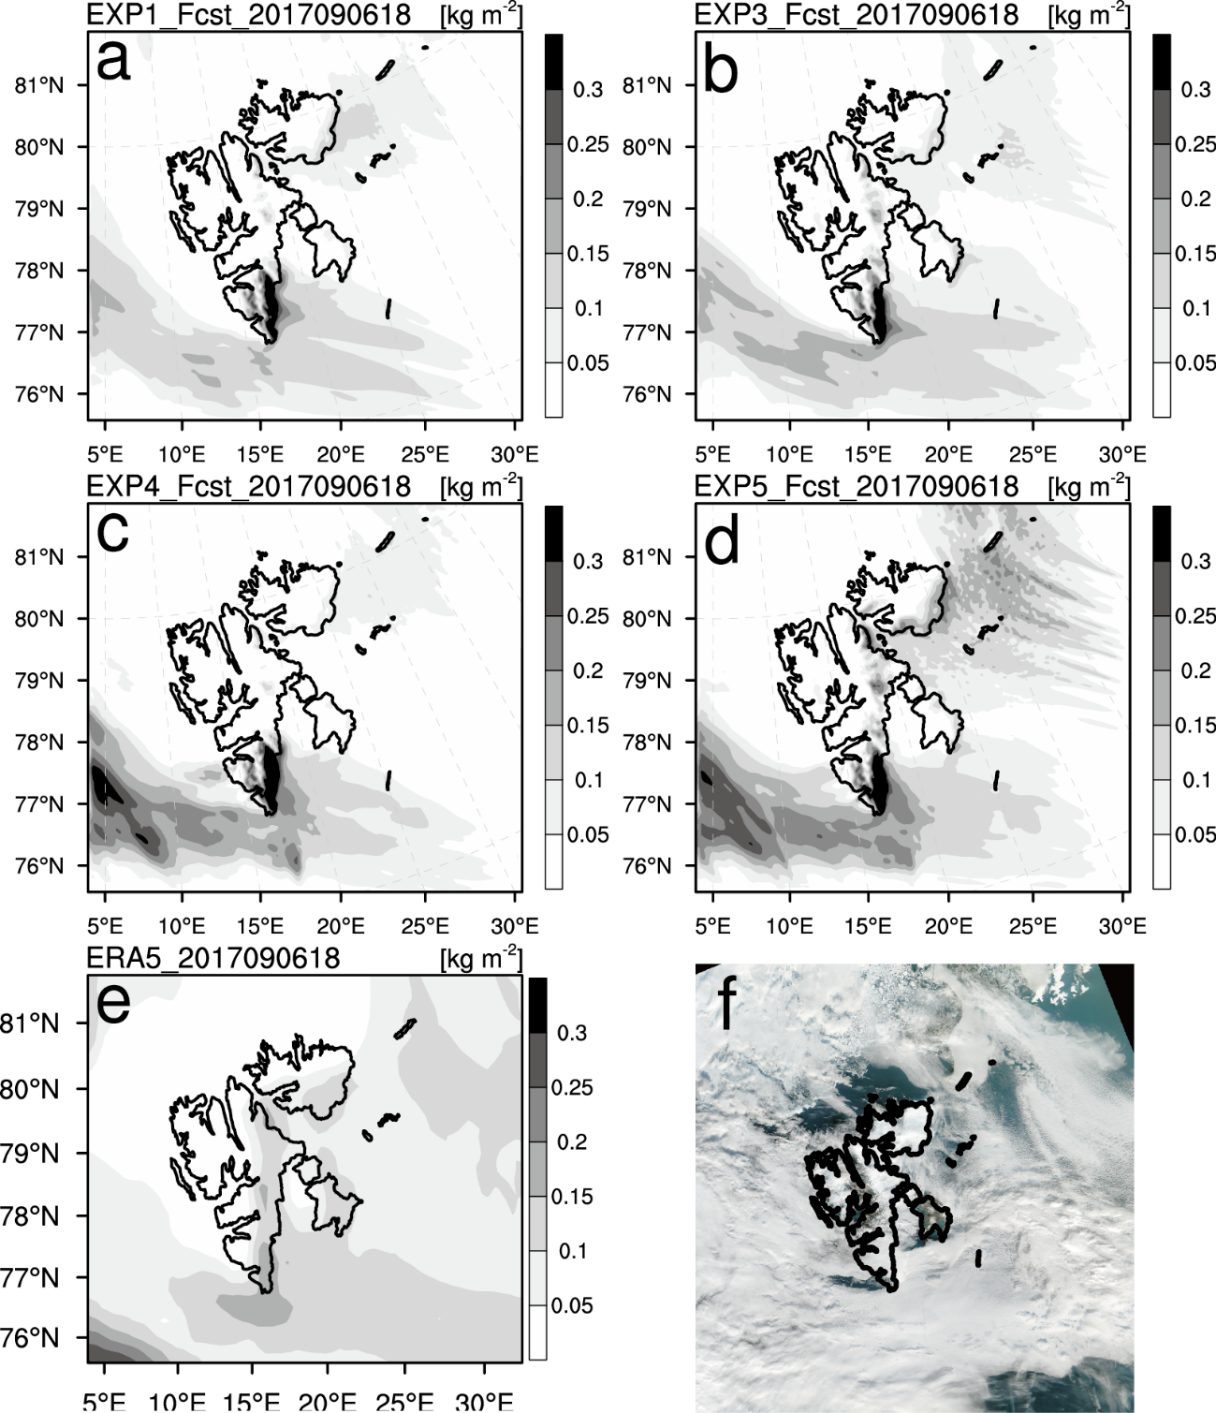 EXP1_Fcst_2017090618 [kg m-2]
a
81°N
80°N
79°N
78°N
77°N
76°N
5°E 10°E 15°E 20°E 25°E 30°E
0.3
0.25
0.2
0.15
0.1
0.05
EXP3_Fcst_2017090618 [kg m-2]
b
81°N
80°N
79°N
78°N
77°N
76°N
5°E 10°E 15°E 20°E 25°E 30°E
0.3
0.25
0.2
0.15
0.1
0.05
EXP4_Fcst_2017090618 [kg m-2]
c
81°N
80°N
79°N
78°N
77°N
76°N
5°E 10°E 15°E 20°E 25°E 30°E
0.3
0.25
0.2
0.15
0.1
0.05
EXP5_Fcst_2017090618 [kg m-2]
d
81°N
80°N
79°N
78°N
77°N
76°N
5°E 10°E 15°E 20°E 25°E 30°E
0.3
0.25
0.2
0.15
0.1
0.05
ERA5_2017090618 [kg m-2]
e
81°N
80°N
79°N
78°N
77°N
76°N
5°E 10°E 15°E 20°E 25°E 30°E
0.3
0.25
0.2
0.15
0.1
0.05
f